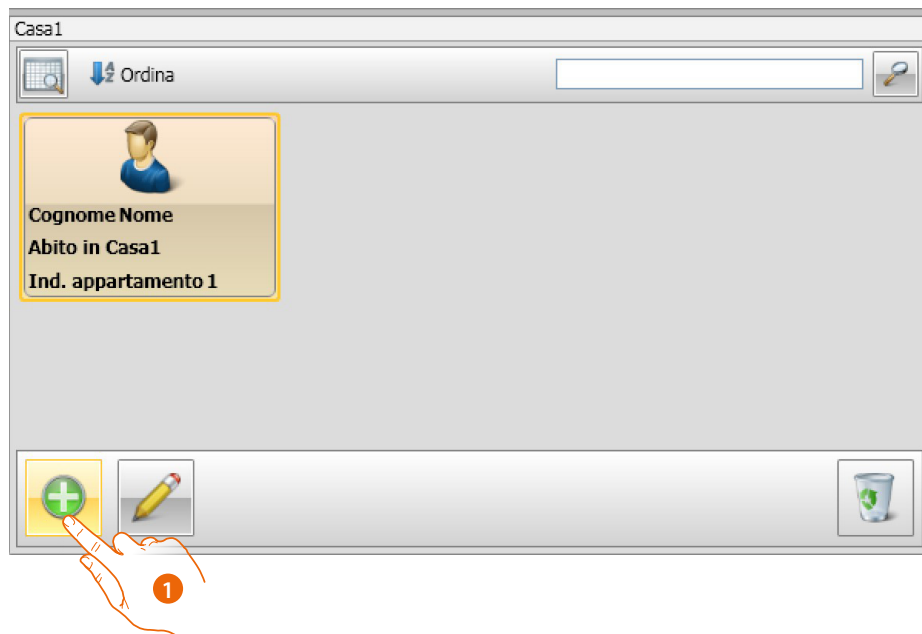 Casa1
Ordina
Cognome Nome
Abito in Casa1
Ind. appartamento 1
1